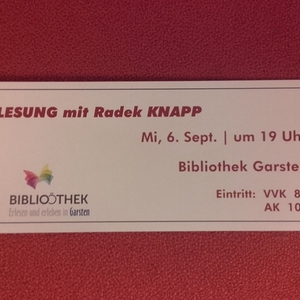 LESUNG mit Radek KNAPP
Mi, 6. Sept. | um 19 Uh
Bibliothek Garste
Eintritt: VVK 8
AK 10
BIBLIOTHEK
Erlesen und erleben in Garsten